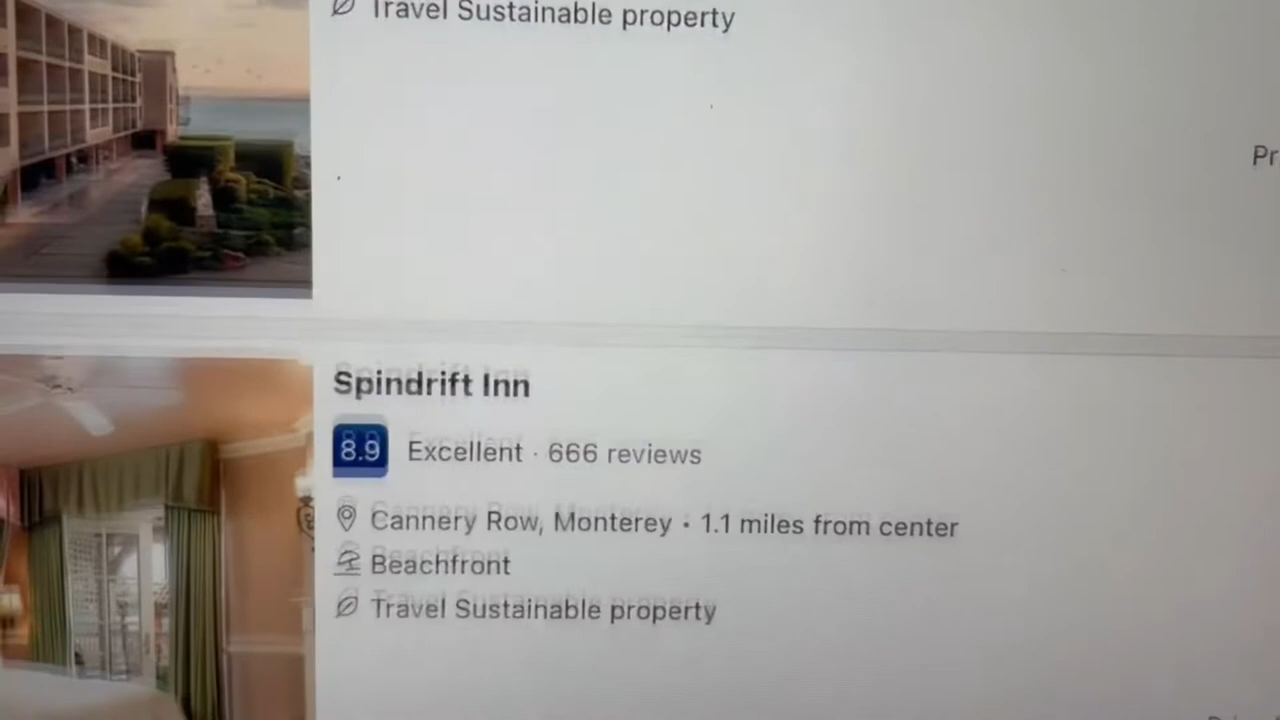 Travel Sustainable property
Spindrift Inn
8.9 Excellent · 666 reviews
Cannery Row, Monterey • 1.1 miles from center
Beachfront
Travel Sustainable property